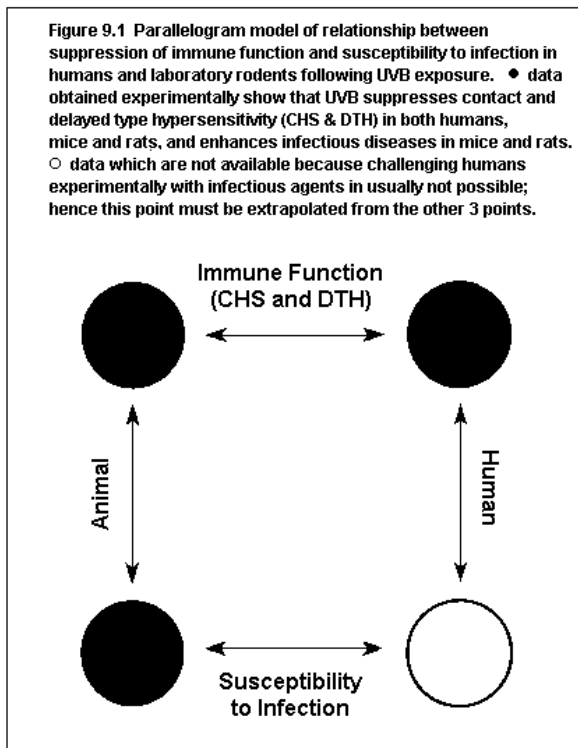 Figure 9.1 Parallelogram model of relationship between
suppression of immune function and susceptibility to infection in
humans and laboratory rodents following UVB exposure. ● data
obtained experimentally show that UVB suppresses contact and
delayed type hypersensitivity (CHS & DTH) in both humans,
mice and rats, and enhances infectious diseases in mice and rats.
○ data which are not available because challenging humans
experimentally with infectious agents in usually not possible;
hence this point must be extrapolated from the other 3 points.
Immune Function
(CHS and DTH)
Animal
Human
Susceptibility
to Infection